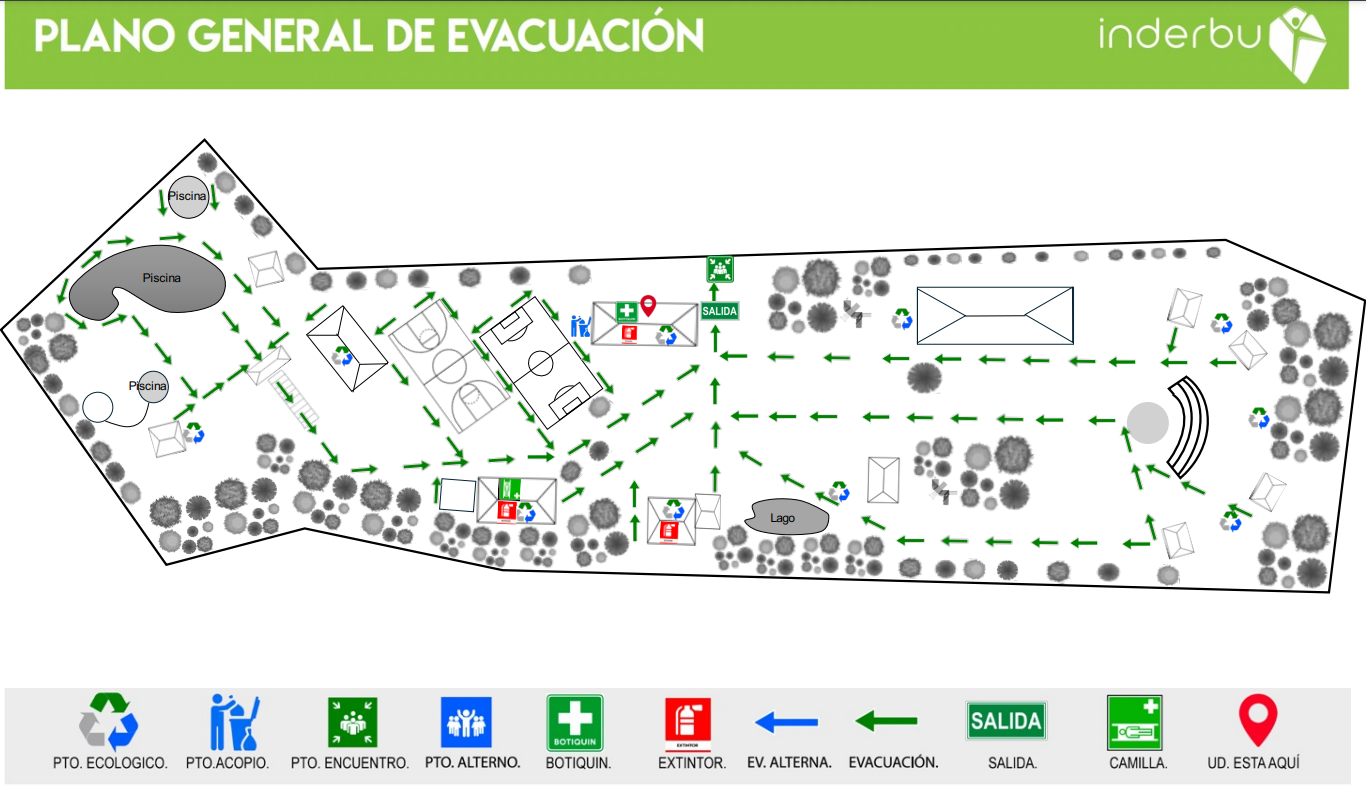 PLANO GENERAL DE EVACUACIÓN
inderbu
Piscina
Piscina
Piscina
SALIDA
Lago
SALIDA
BOTIQUIN
EXTINTOR
PTO. ECOLOGICO.
PTO.ACOPIO.
PTO. ENCUENTRO.
PTO. ALTERNO.
BOTIQUIN.
EXTINTOR.
EV. ALTERNA.
EVACUACIÓN.
SALIDA.
CAMILLA.
UD. ESTA AQUÍ